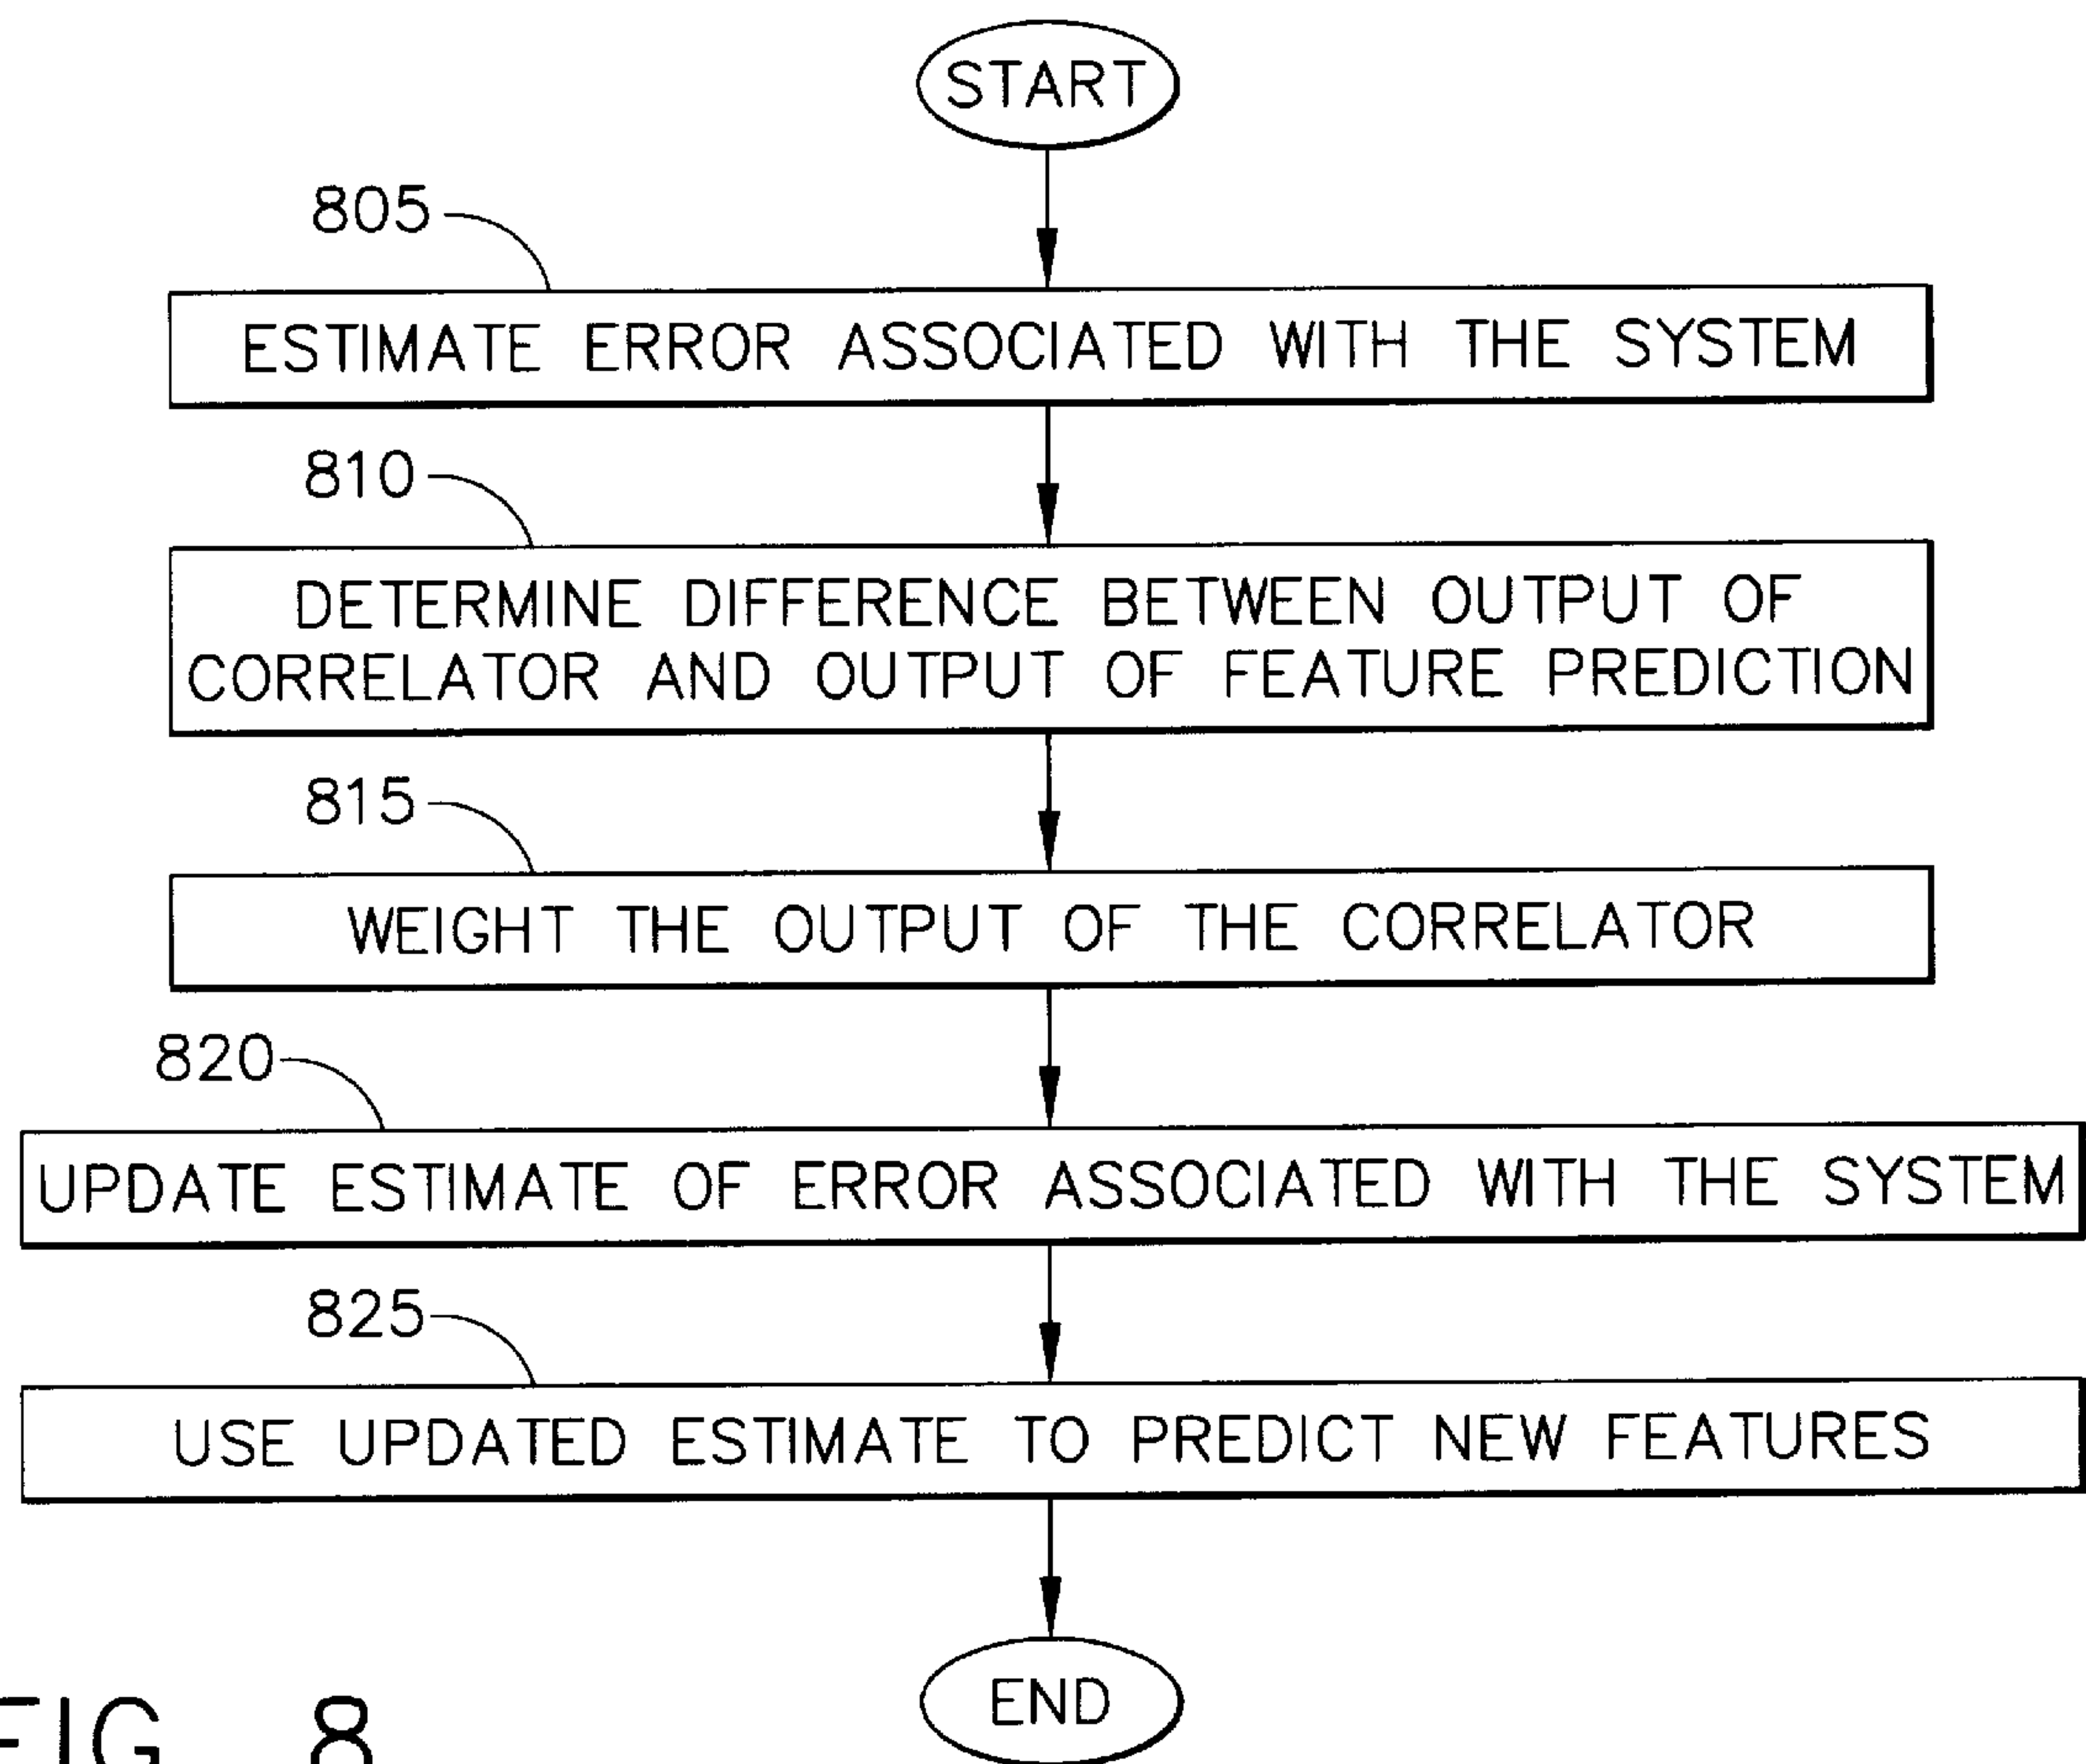 START
805
ESTIMATE ERROR ASSOCIATED WITH THE SYSTEM
810
DETERMINE DIFFERENCE BETWEEN OUTPUT OF
CORRELATOR AND OUTPUT OF FEATURE PREDICTION
815
WEIGHT THE OUTPUT OF THE CORRELATOR
820
UPDATE ESTIMATE OF ERROR ASSOCIATED WITH THE SYSTEM
825
USE UPDATED ESTIMATE TO PREDICT NEW FEATURES
END
FIG 8